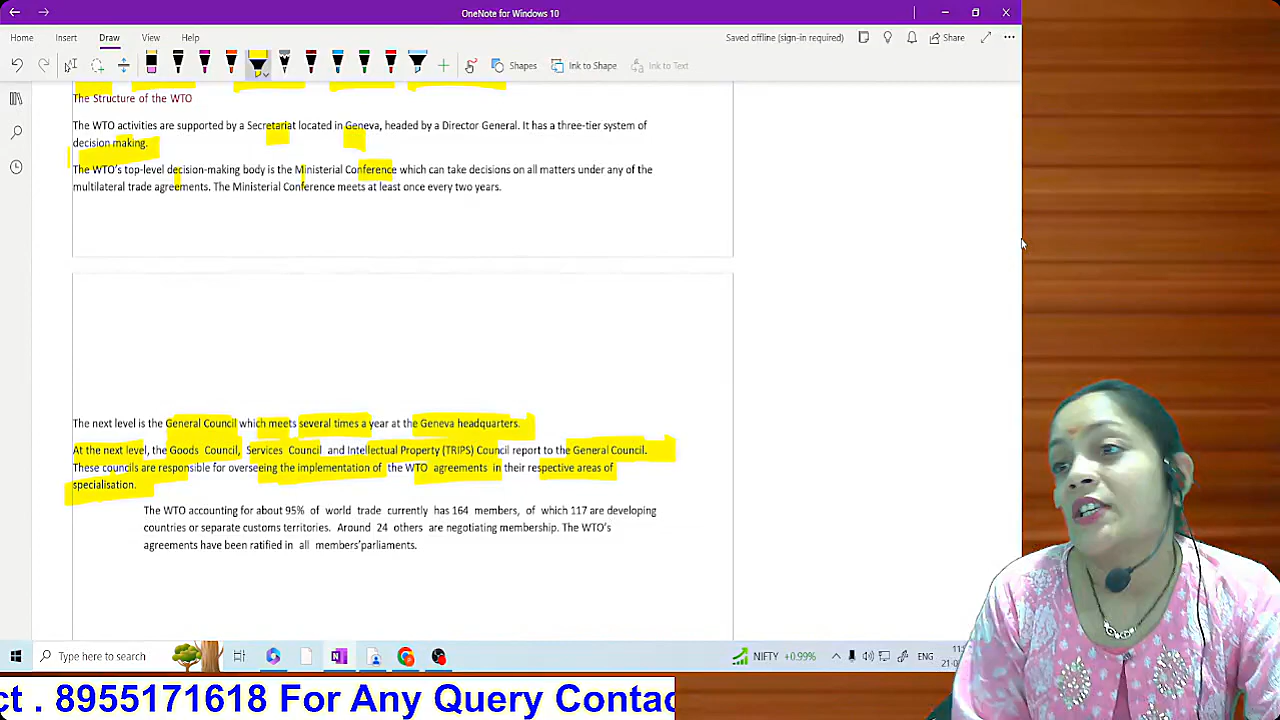 OneNote for Windows 10
Home Insert Draw View Help
Saved offline (sign-in required) Share
Shapes Ink to Shape Ink to Text
The Structure of the WTO
The WTO activities are supported by a Secretariat located in Geneva, headed by a Director General. It has a three-tier system of
decision making.
The WTO's top-level decision-making body is the Ministerial Conference which can take decisions on all matters under any of the
multilateral trade agreements. The Ministerial Conference meets at least once every two years.
The next level is the General Council which meets several times a year at the Geneva headquarters.
At the next level, the Goods Council, Services Council and Intellectual Property (TRIPS) Council report to the General Council.
These councils are responsible for overseeing the implementation of the WTO agreements in their respective areas of
specialisation.
The WTO accounting for about 95% of world trade currently has 164 members, of which 117 are developing
countries or separate customs territories. Around 24 others are negotiating membership. The WTO's
agreements have been ratified in all members'parliaments.
Type here to search
NIFTY +0.99%
ENG
ct . 8955171618 For Any Query Contac